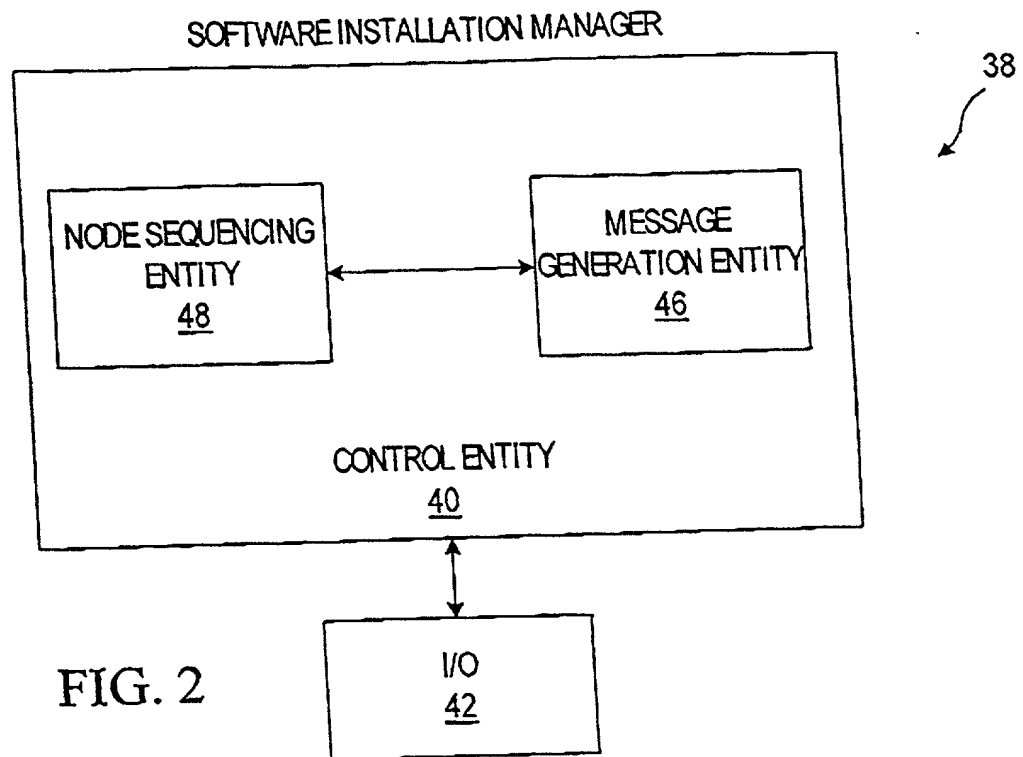 SOFTWARE INSTALLATION MANAGER
38
NODE SEQUENCING
ENTITY
48
MESSAGE
GENERATION ENTITY
46
CONTROL ENTITY
40
I/O
42
FIG. 2